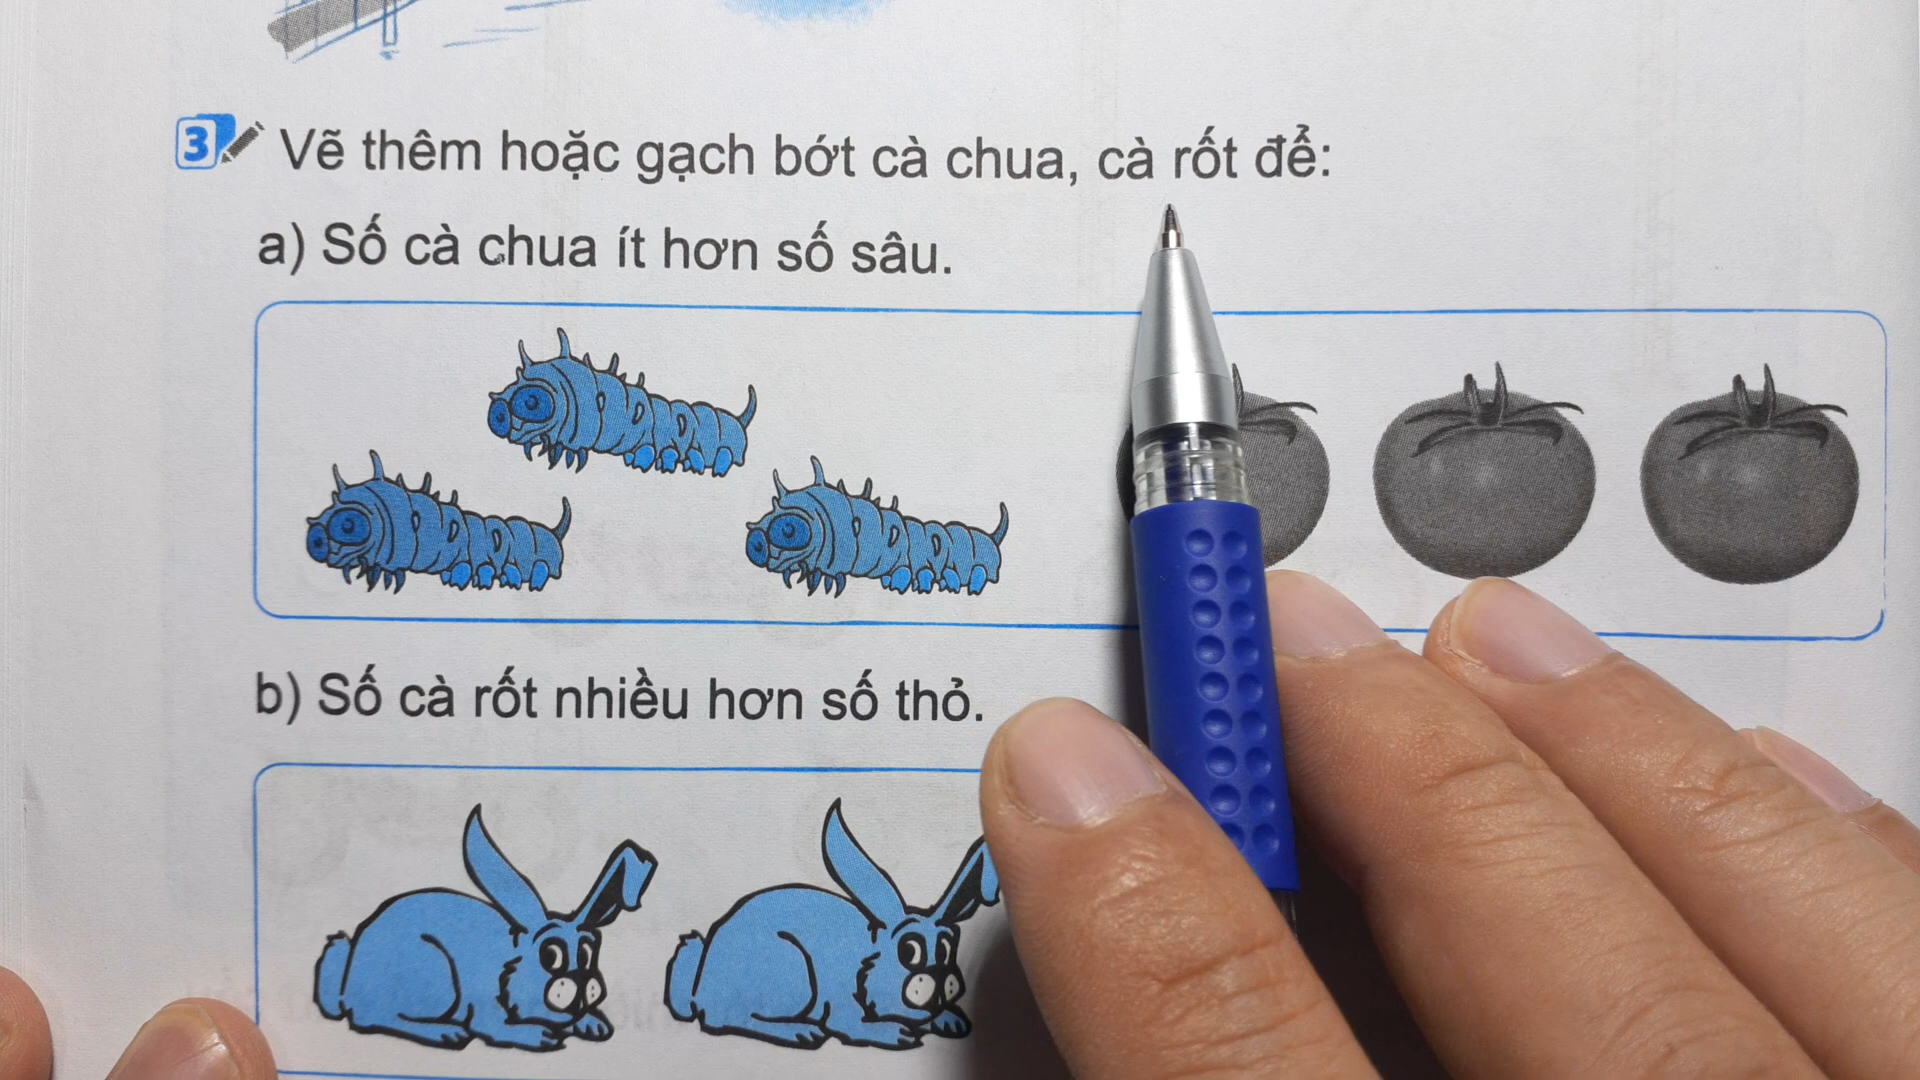 3 Vẽ thêm hoặc gạch bớt cà chua, cà rốt để:
a) Số cà chua ít hơn số sâu.
b) Số cà rốt nhiều hơn số thỏ.